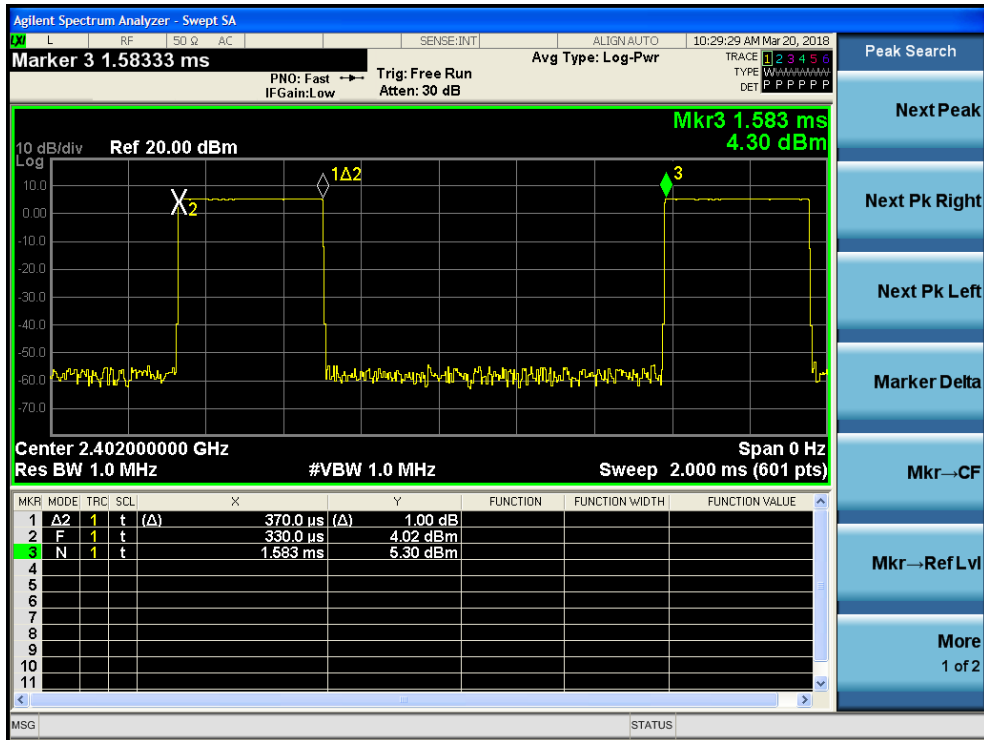 Agilent Spectrum Analyzer - Swept SA
LXI L RF 50 Ω AC SENSE:INT ALIGN AUTO 10:29:29 AM Mar 20, 2018
Marker 3 1.58333 ms
PNO: Fast
IFGain:Low
Trig: Free Run
Atten: 30 dB
Avg Type: Log-Pwr
TRACE 1 2 3 4 5 6
TYPE WWWWWW
DET P P P P P P
Mkr3 1.583 ms
4.30 dBm
10 dB/div Ref 20.00 dBm
Log
10.0
0.00
-10.0
-20.0
-30.0
-40.0
-50.0
-60.0
-70.0
X2
1Δ2
3
Center 2.402000000 GHz Span 0 Hz
Res BW 1.0 MHz #VBW 1.0 MHz Sweep 2.000 ms (601 pts)
MKR MODE TRC SCL X Y FUNCTION FUNCTION WIDTH FUNCTION VALUE
1 Δ2 1 t (Δ) 370.0 µs (Δ) 1.00 dB
2 F 1 t 330.0 µs 4.02 dBm
3 N 1 t 1.583 ms 5.30 dBm
4
5
6
7
8
9
10
11
MSG STATUS
Peak Search
Next Peak
Next Pk Right
Next Pk Left
Marker Delta
Mkr→CF
Mkr→Ref Lvl
More
1 of 2